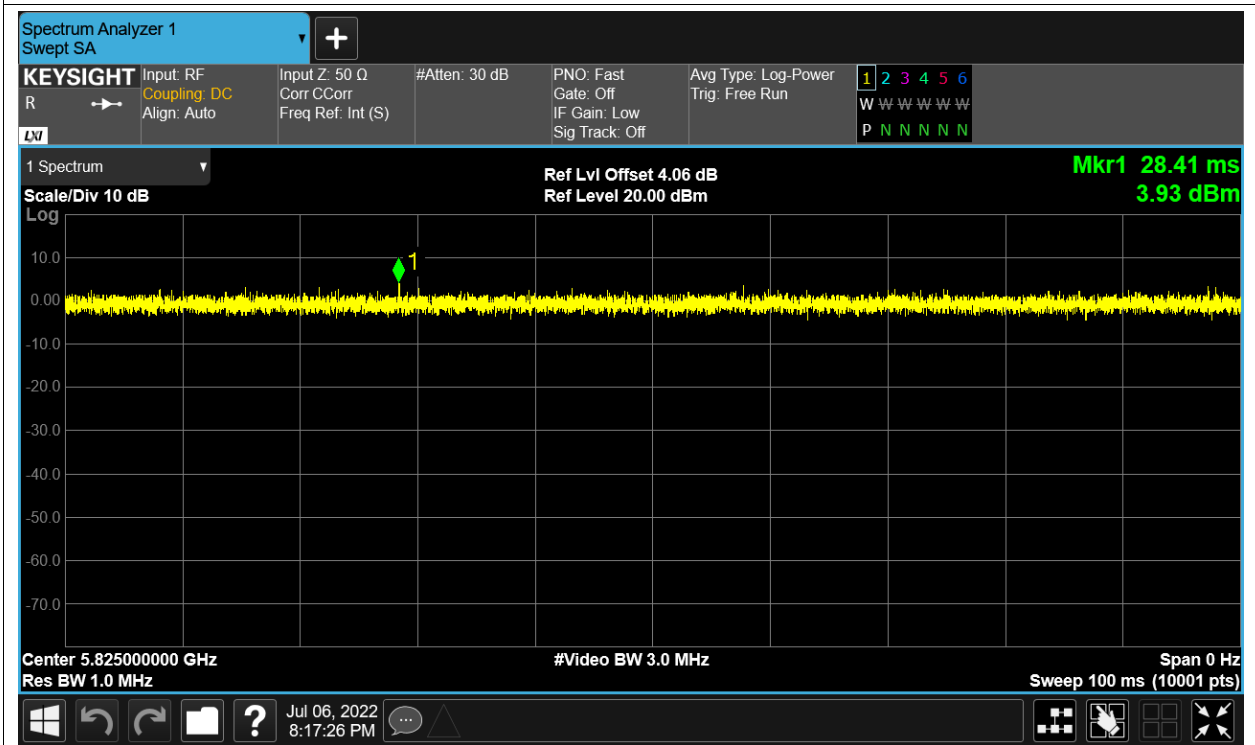 Spectrum Analyzer 1
Swept SA
KEYSIGHT
R
LXI
Input: RF
Coupling: DC
Align: Auto
Input Z: 50 Ω
Corr CCorr
Freq Ref: Int (S)
#Atten: 30 dB
PNO: Fast
Gate: Off
IF Gain: Low
Sig Track: Off
Avg Type: Log-Power
Trig: Free Run
1 2 3 4 5 6
W W W W W W
P N N N N N
1 Spectrum
Scale/Div 10 dB
Ref Lvl Offset 4.06 dB
Ref Level 20.00 dBm
Mkr1 28.41 ms
3.93 dBm
Log
10.0
1
0.00
-10.0
-20.0
-30.0
-40.0
-50.0
-60.0
-70.0
Center 5.825000000 GHz
#Video BW 3.0 MHz
Span 0 Hz
Res BW 1.0 MHz
Sweep 100 ms (10001 pts)
?
Jul 06, 2022
8:17:26 PM